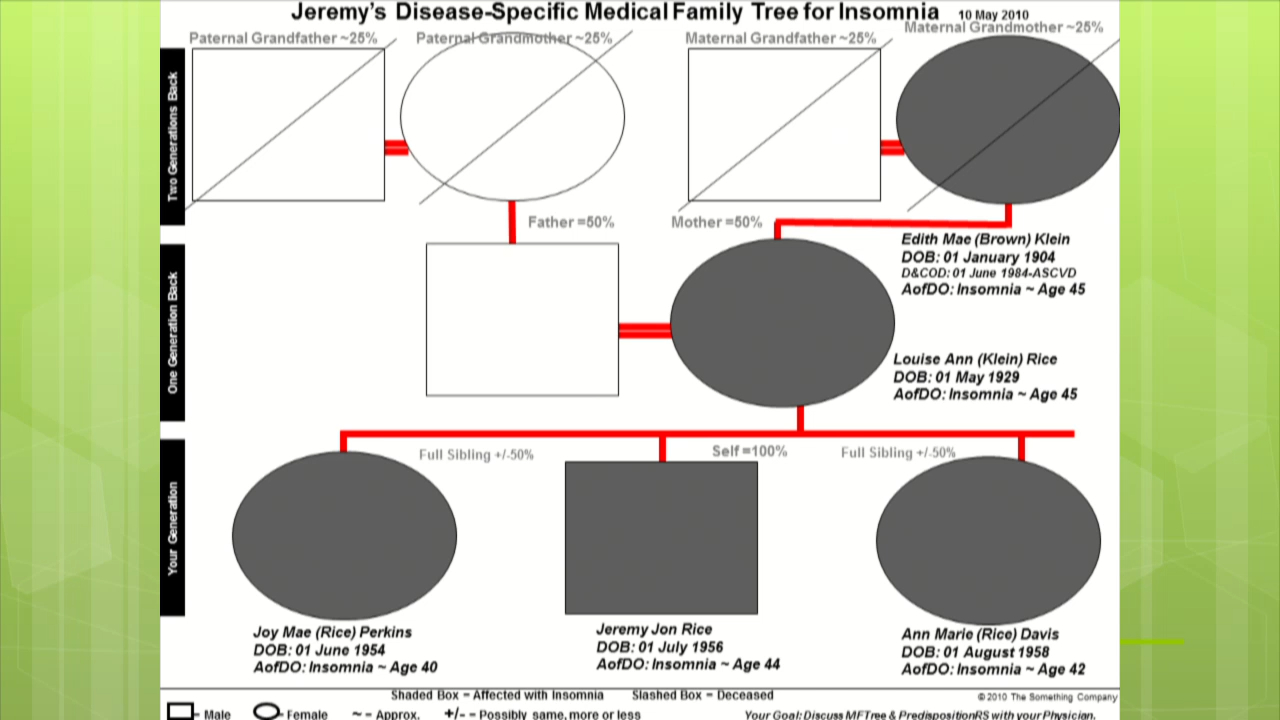 Jeremy's Disease-Specific Medical Family Tree for Insomnia 10 May 2010
Paternal Grandfather ~25%
Paternal Grandmother ~25%
Maternal Grandfather ~25%
Maternal Grandmother ~25%
Two Generations Back
Father =50%
Mother =50%
Edith Mae (Brown) Klein
DOB: 01 January 1904
D&COD: 01 June 1984-ASCVD
AofDO: Insomnia ~ Age 45
One Generation Back
Louise Ann (Klein) Rice
DOB: 01 May 1929
AofDO: Insomnia ~ Age 45
Full Sibling +/-50%
Self =100%
Full Sibling +/-50%
Your Generation
Joy Mae (Rice) Perkins
DOB: 01 June 1954
AofDO: Insomnia ~ Age 40
Jeremy Jon Rice
DOB: 01 July 1956
AofDO: Insomnia ~ Age 44
Ann Marie (Rice) Davis
DOB: 01 August 1958
AofDO: Insomnia ~ Age 42
Shaded Box = Affected with Insomnia Slashed Box = Deceased
© 2010 The Something Company
= Male = Female ~ = Approx. +/- = Possibly same, more or less
Your Goal: Discuss MFTree & PredispositionRS with your Physician.